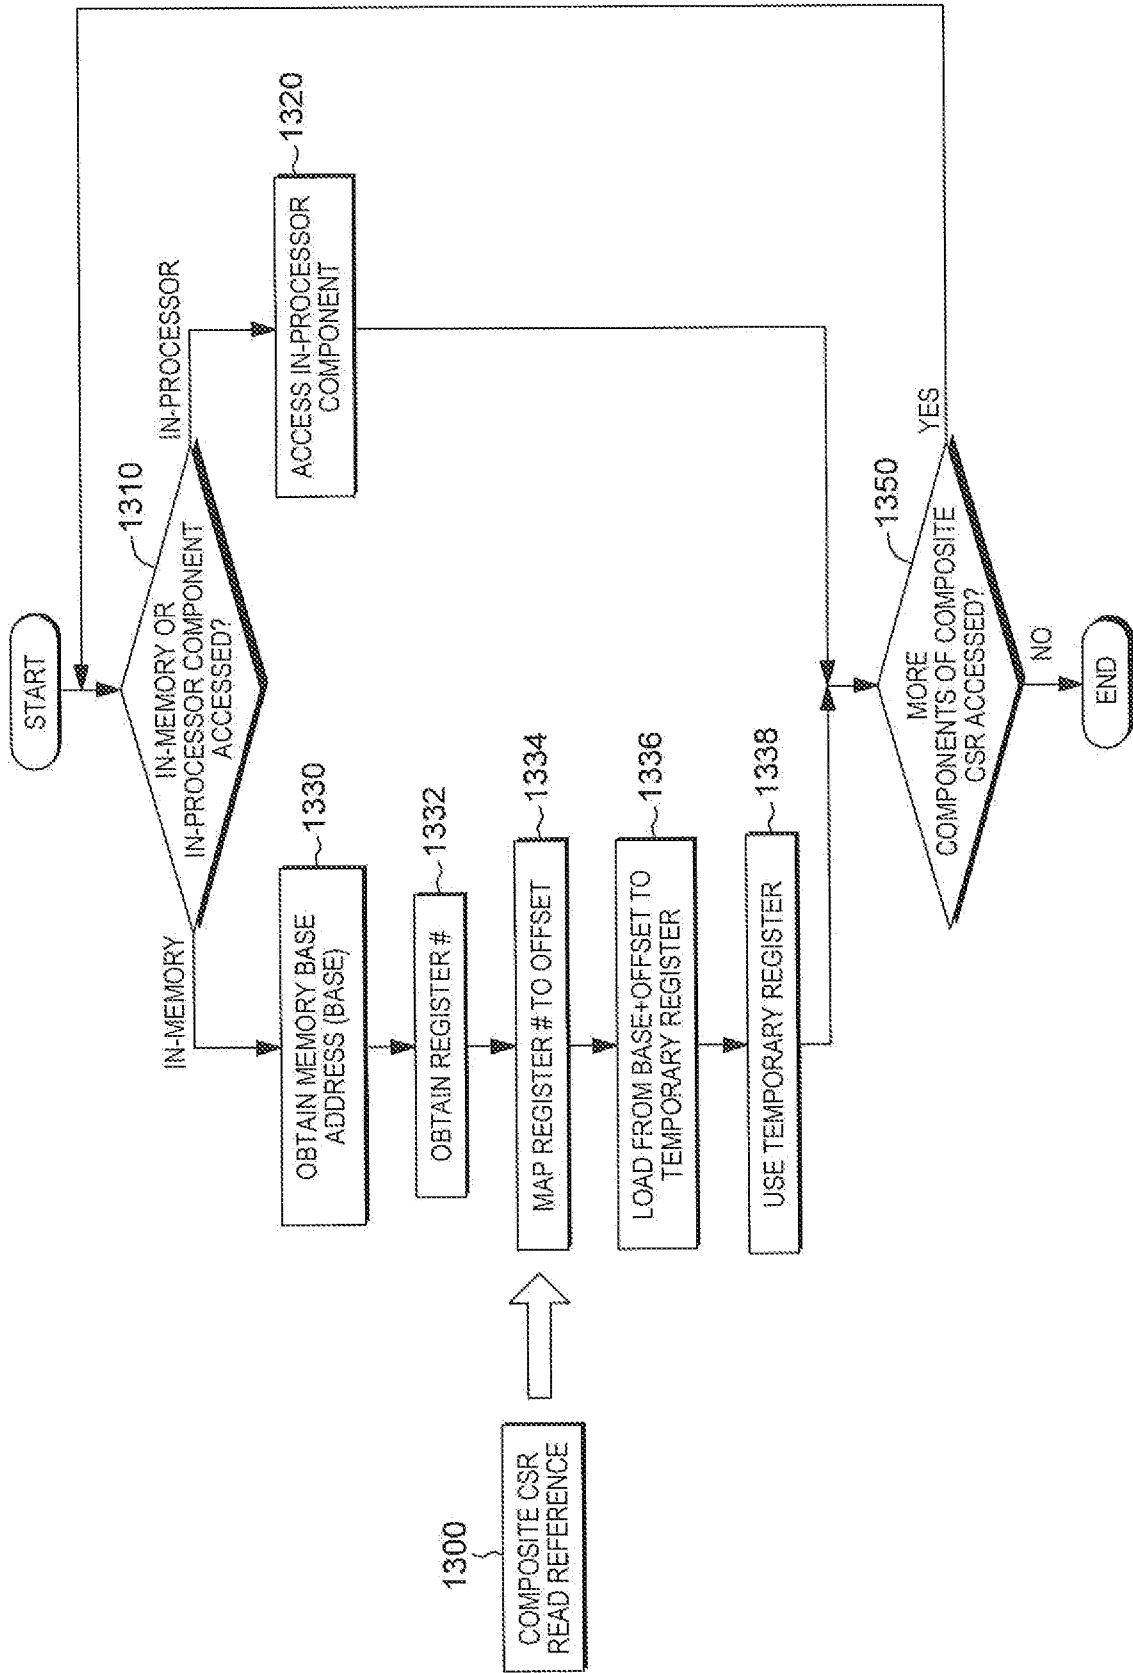 1300
COMPOSITE CSR
READ REFERENCE
START
IN-MEMORY OR
IN-PROCESSOR COMPONENT
ACCESSED?
1310
IN-MEMORY
IN-PROCESSOR
OBTAIN MEMORY BASE
ADDRESS (BASE)
1330
ACCESS IN-PROCESSOR
COMPONENT
1320
OBTAIN REGISTER #
1332
MAP REGISTER # TO OFFSET
1334
LOAD FROM BASE+OFFSET TO
TEMPORARY REGISTER
1336
USE TEMPORARY REGISTER
1338
MORE
COMPONENTS OF COMPOSITE
CSR ACCESSED?
1350
YES
NO
END